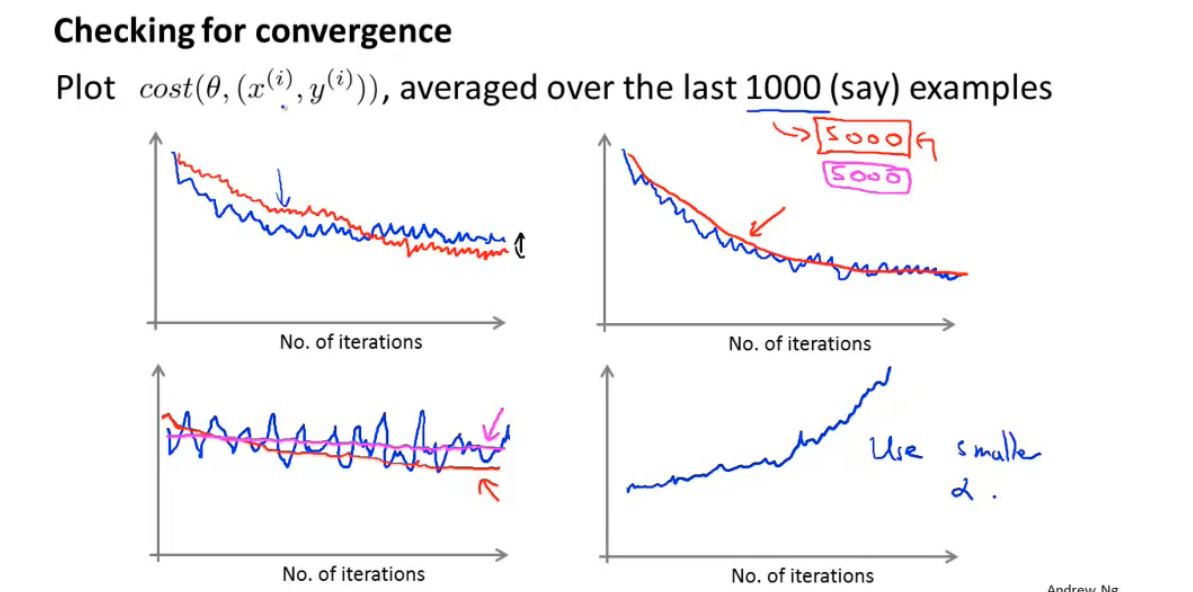 Checking for convergence
Plot cost(θ, (x⁽ⁱ⁾, y⁽ⁱ⁾)), averaged over the last 1000 (say) examples
5000
5000
No. of iterations
No. of iterations
Use smaller
α.
No. of iterations
No. of iterations
Andrew Ng